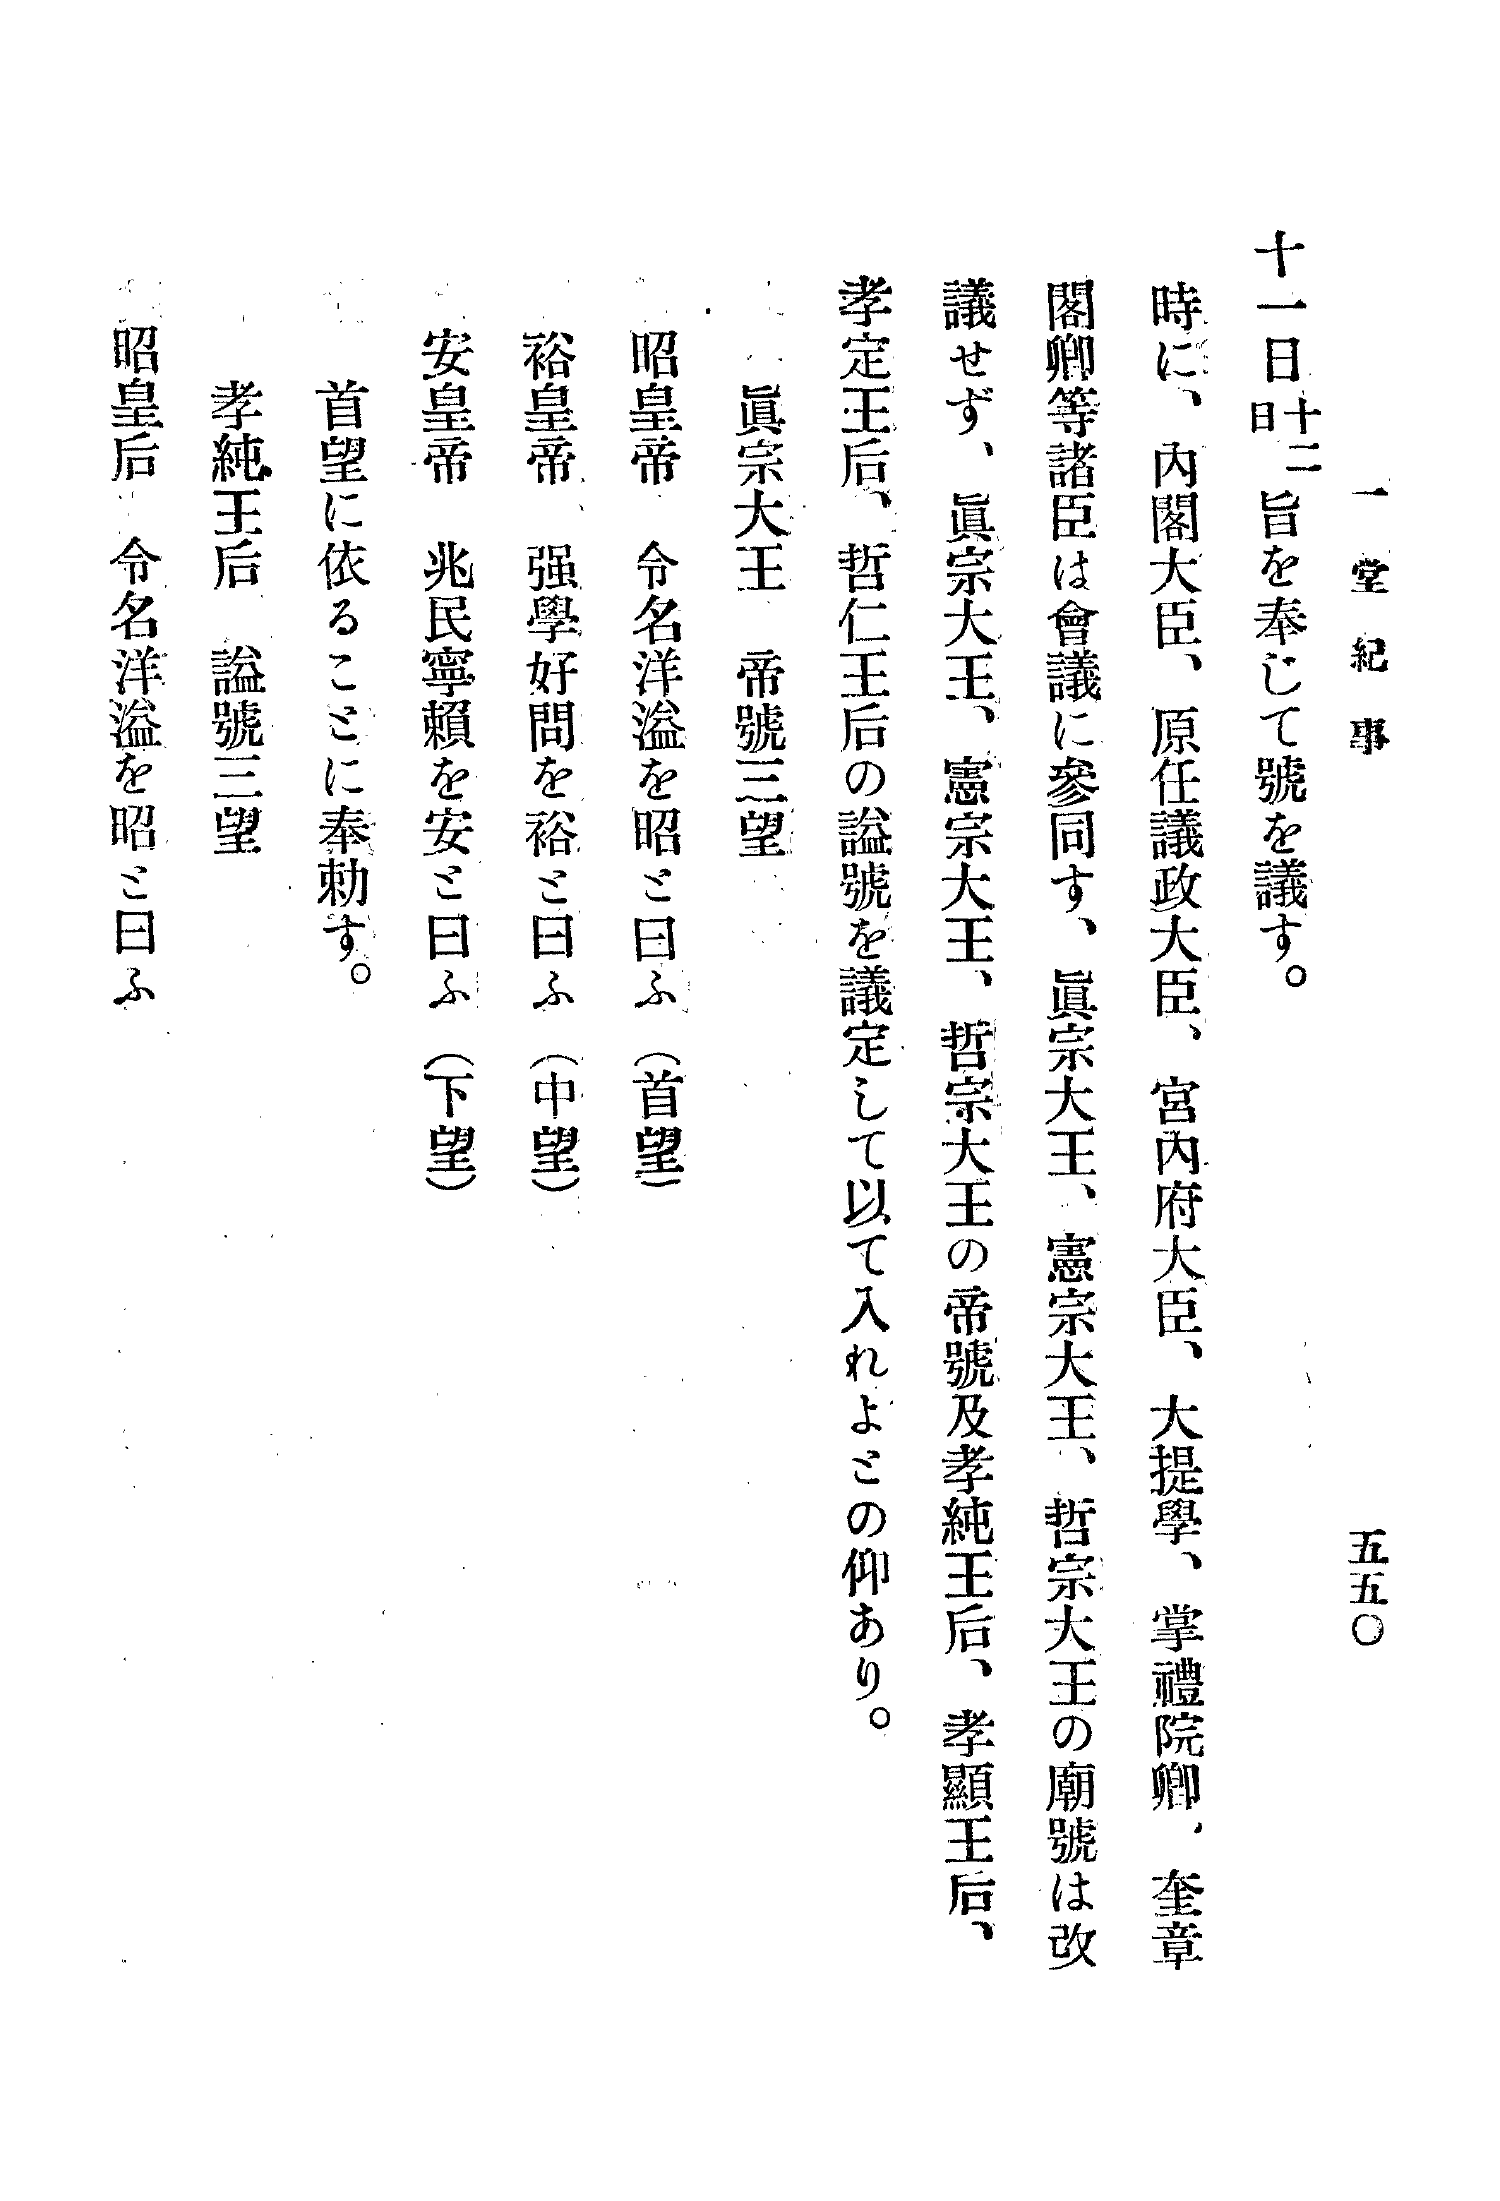 一堂紀事
五五〇
十一日十二日旨を奉じて號を議す。
時に、內閣大臣、原任議政大臣、宮內府大臣、大提學、掌禮院卿、奎章
閣卿等諸臣は會議に參同す、眞宗大王、憲宗大王、哲宗大王の廟號は改
議せず、眞宗大王、憲宗大王、哲宗大王の帝號及孝純王后、孝顯王后、
孝定王后、哲仁王后の謚號を議定して以て入れよとの仰あり。
眞宗大王 帝號三望
昭皇帝 令名洋溢を昭と曰ふ（首望）
裕皇帝 强學好問を裕と曰ふ（中望）
安皇帝 兆民寧賴を安と曰ふ（下望）
首望に依ることに奉勅す。
孝純王后 謚號三望
昭皇后 令名洋溢を昭と曰ふ